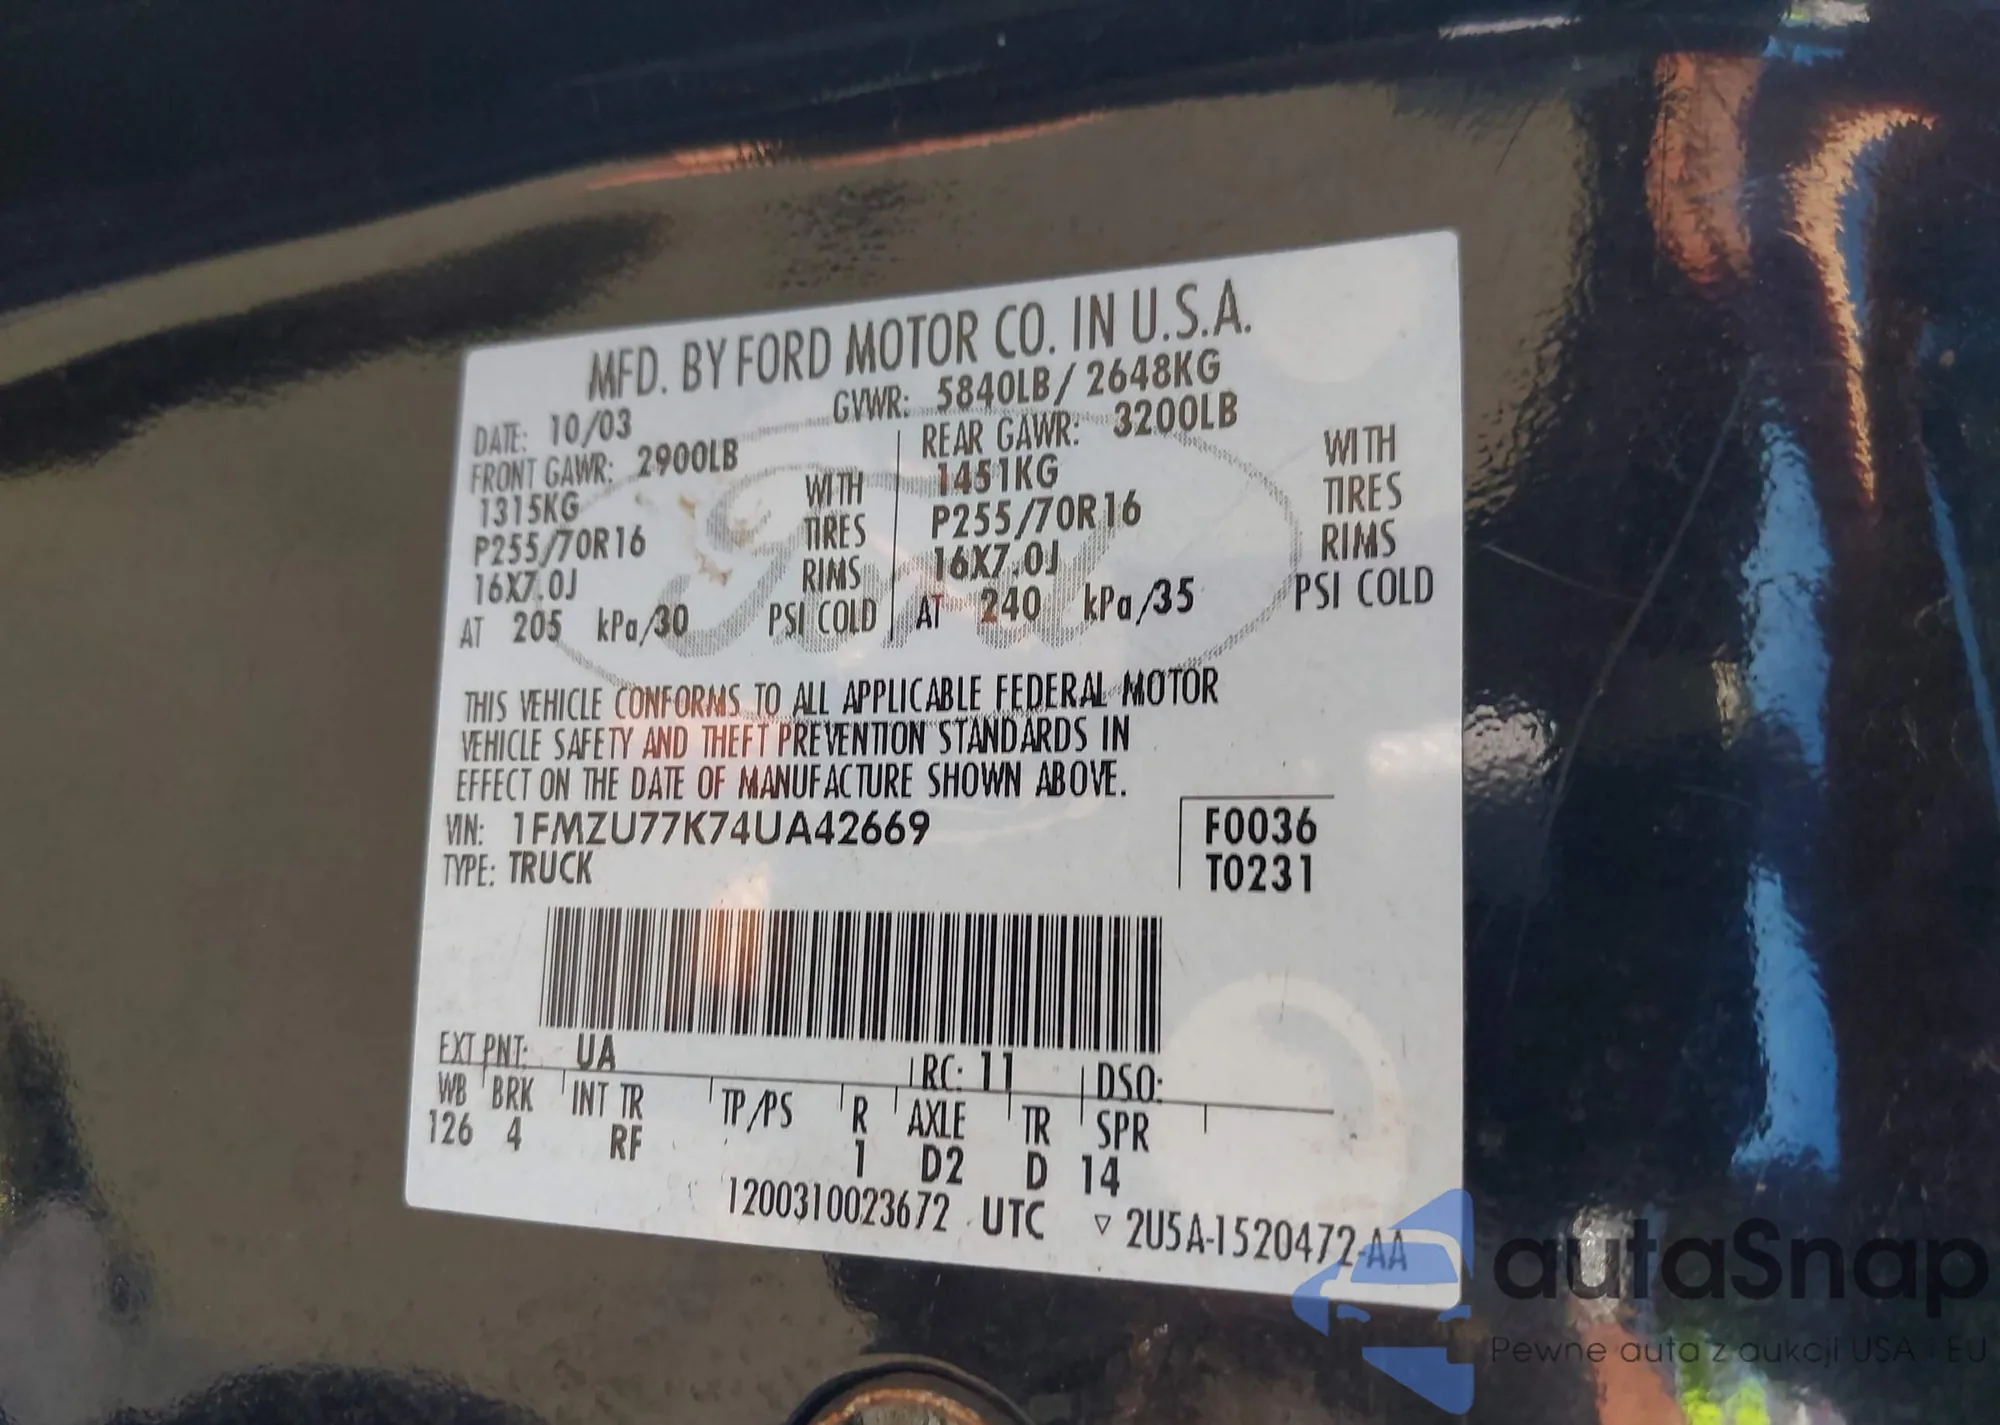 MFD. BY FORD MOTOR CO. IN U.S.A.
DATE: 10/03 GVWR: 5840LB / 2648KG
FRONT GAWR: 2900LB REAR GAWR: 3200LB
1315KG WITH 1451KG WITH
P255/70R16 TIRES P255/70R16 TIRES
16X7.0J RIMS 16X7.0J RIMS
AT 205 kPa/30 PSI COLD AT 240 kPa/35 PSI COLD
Ford
THIS VEHICLE CONFORMS TO ALL APPLICABLE FEDERAL MOTOR
VEHICLE SAFETY AND THEFT PREVENTION STANDARDS IN
EFFECT ON THE DATE OF MANUFACTURE SHOWN ABOVE.
VIN: 1FMZU77K74UA42669 F0036
TYPE: TRUCK T0231
EXT PNT: UA RC: 11 DSO:
WB BRK INT TR TP/PS R AXLE TR SPR
126 4 RF 1 D2 D 14
1200310023672 UTC ▽ 2U5A-1520472-AA
autaSnap
Pewne auta z aukcji USA - EU